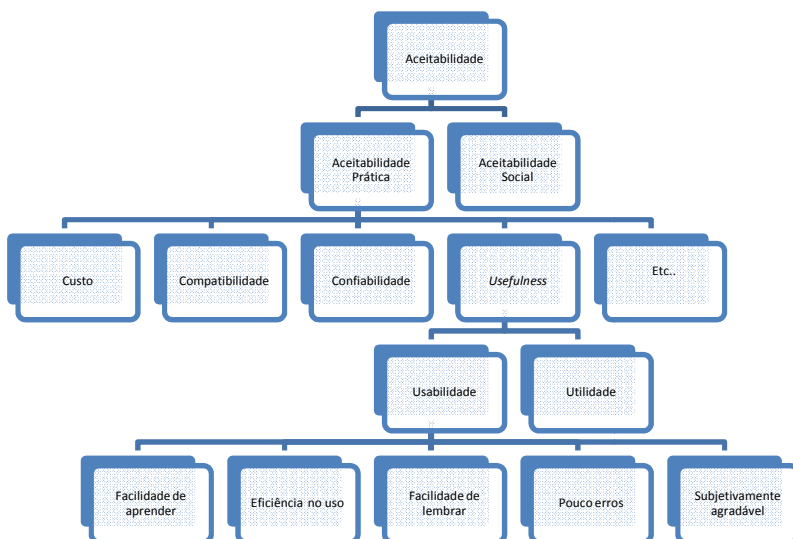 Aceitabilidade
Aceitabilidade
Prática
Aceitabilidade
Social
Custo
Compatibilidade
Confiabilidade
Usefulness
Etc..
Usabilidade
Utilidade
Facilidade de
aprender
Eficiência no uso
Facilidade de
lembrar
Pouco erros
Subjetivamente
agradável